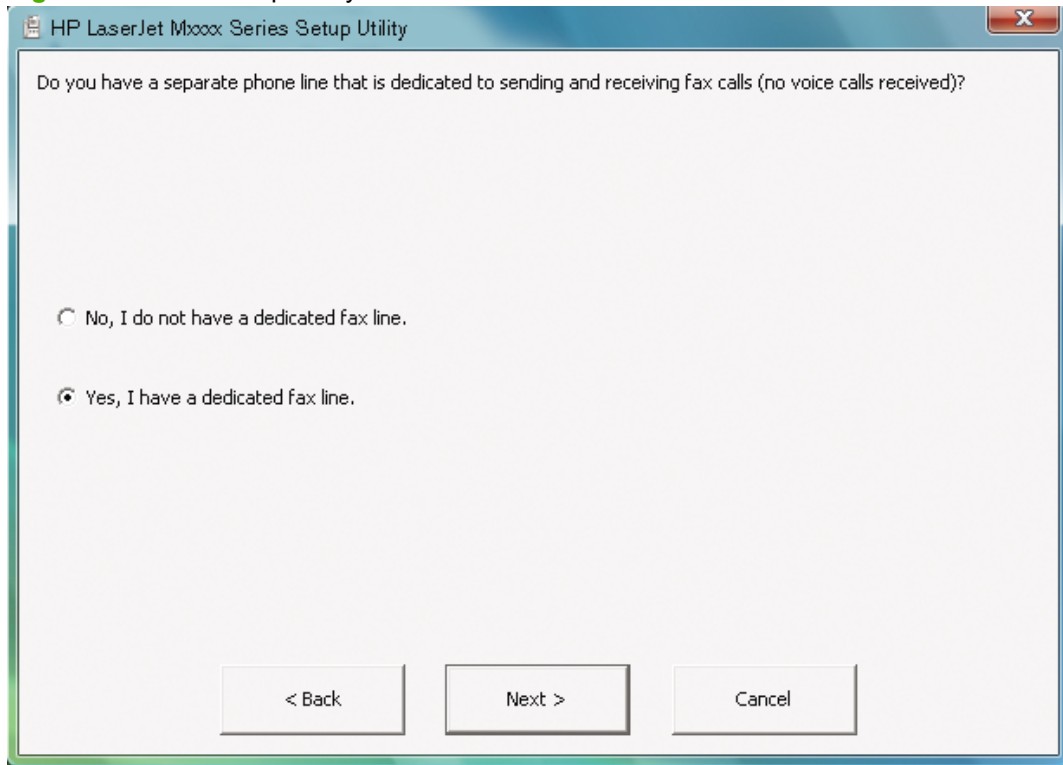 HP LaserJet Mxxxx Series Setup Utility
x
Do you have a separate phone line that is dedicated to sending and receiving fax calls (no voice calls received)?
No, I do not have a dedicated fax line.
Yes, I have a dedicated fax line.
< Back
Next >
Cancel